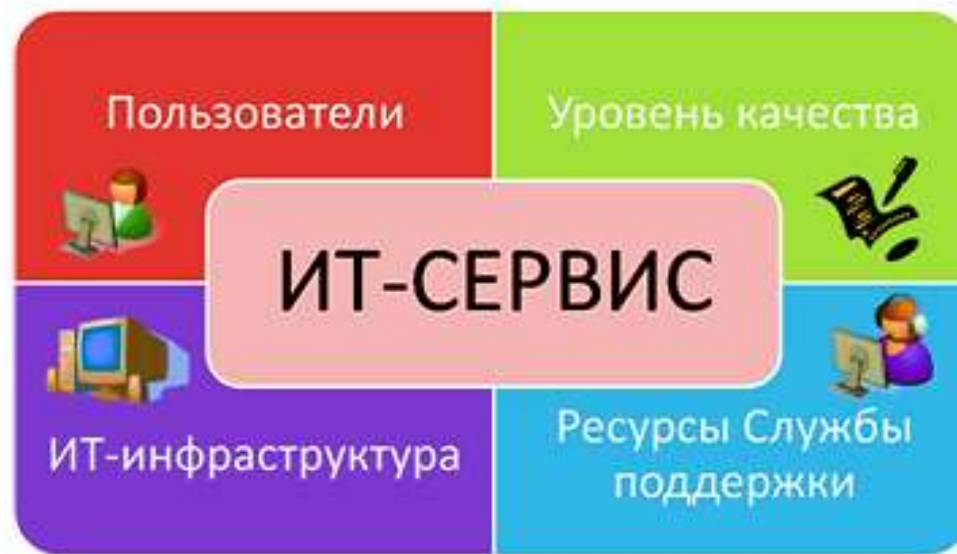 Пользователи
Уровень качества
ИТ-СЕРВИС
ИТ-инфраструктура
Ресурсы Службы
поддержки